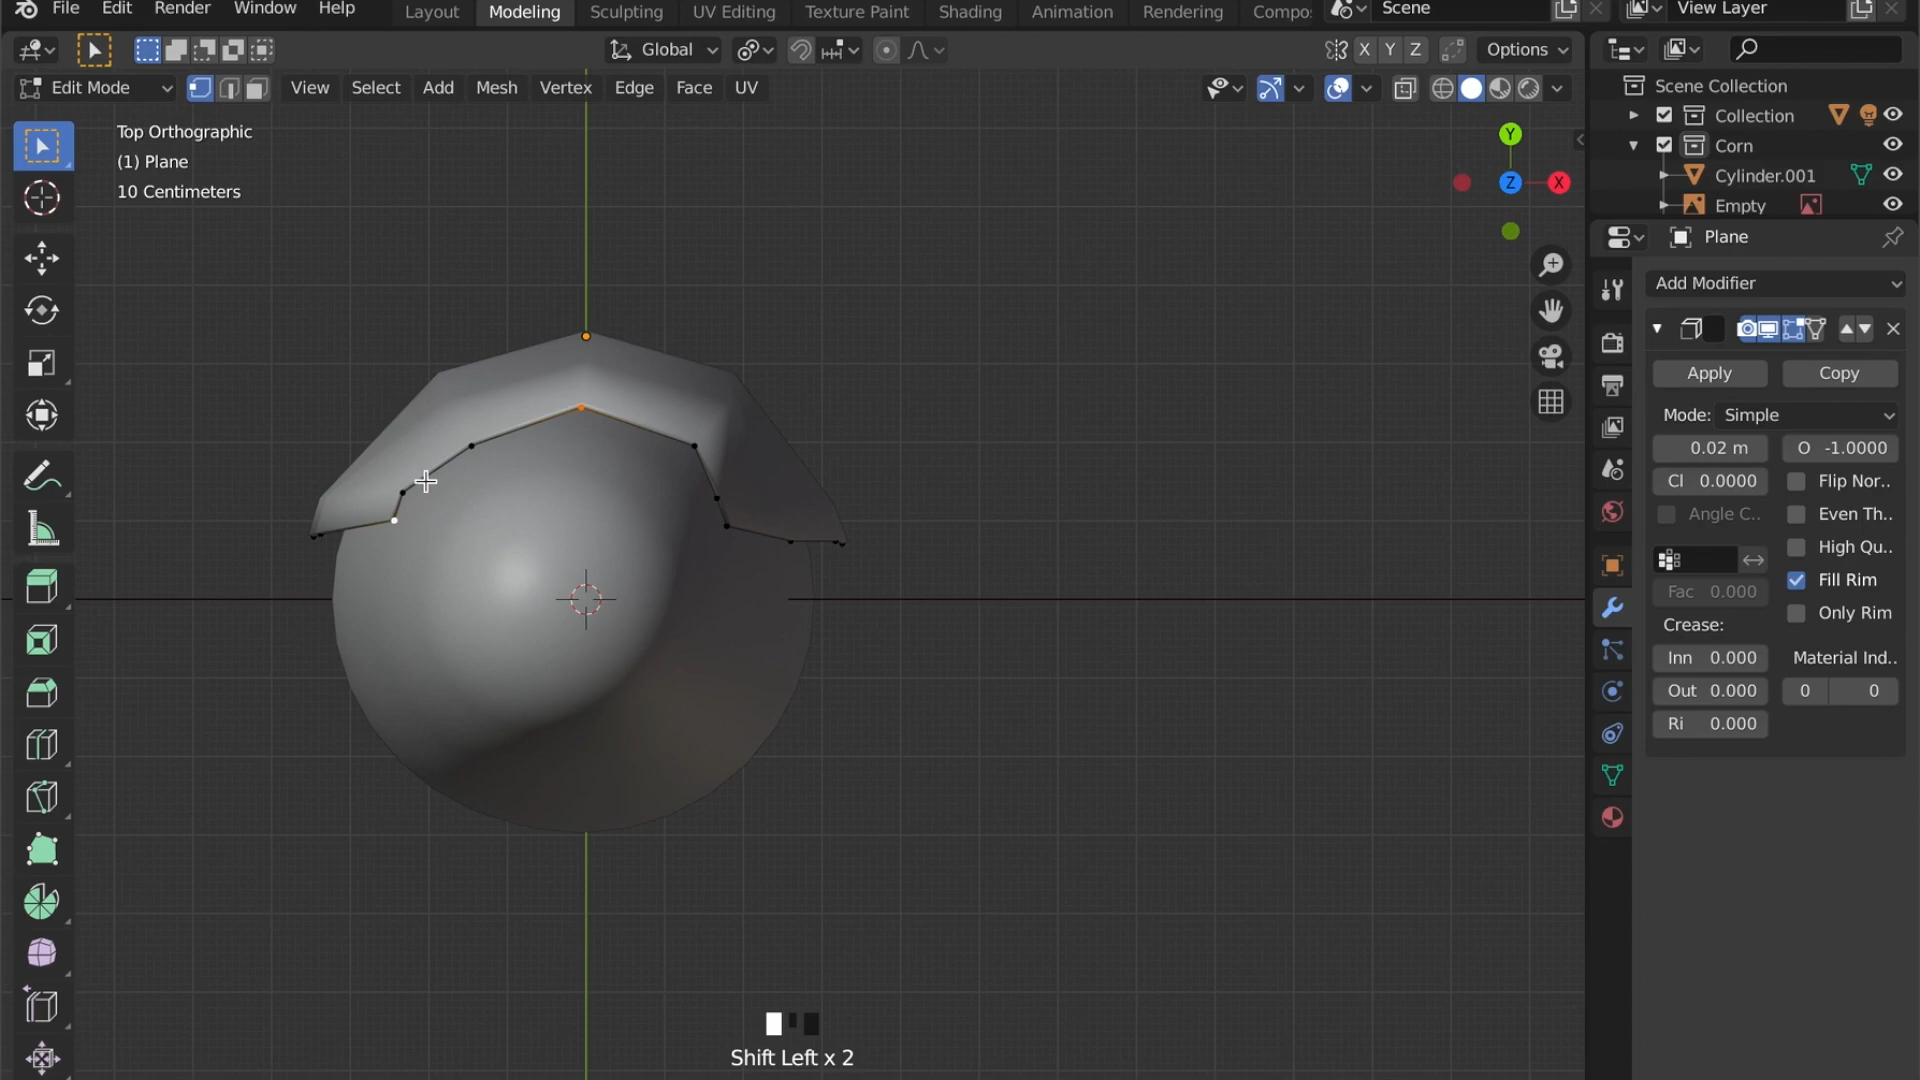 File Edit Render Window Help Layout Modeling Sculpting UV Editing Texture Paint Shading Animation Rendering Compo Scene View Layer
Global X Y Z Options
Edit Mode View Select Add Mesh Vertex Edge Face UV
Top Orthographic
(1) Plane
10 Centimeters
Y
Z
X
Scene Collection
Collection
Corn
Cylinder.001
Empty
Plane
Add Modifier
Apply Copy
Mode: Simple
0.02 m O -1.0000
Cl 0.0000 Flip Nor..
Angle C.. Even Th..
High Qu..
Fill Rim
Fac 0.000
Only Rim
Crease:
Inn 0.000 Material Ind..
Out 0.000 0 0
Ri 0.000
Shift Left x 2